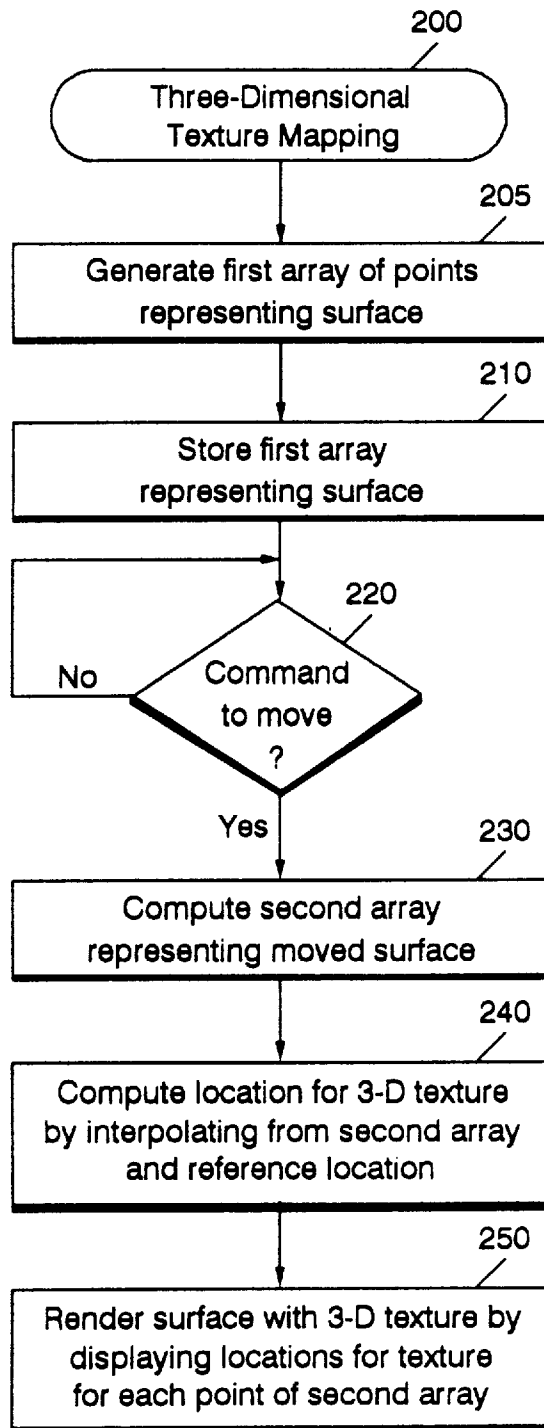 200
Three-Dimensional
Texture Mapping
205
Generate first array of points
representing surface
210
Store first array
representing surface
220
Command
to move
?
No
Yes
230
Compute second array
representing moved surface
240
Compute location for 3-D texture
by interpolating from second array
and reference location
250
Render surface with 3-D texture by
displaying locations for texture
for each point of second array